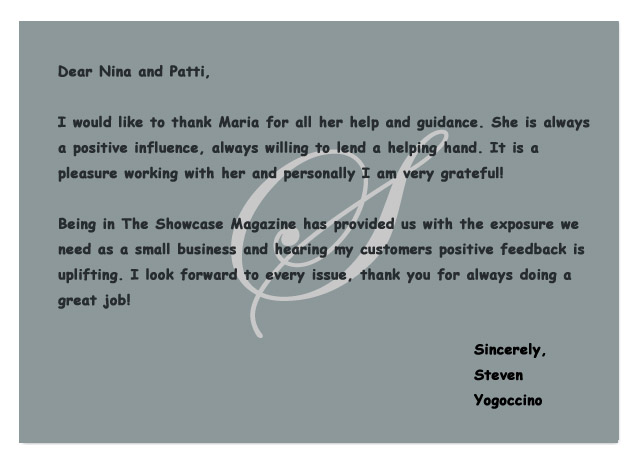 Dear Nina and Patti,
I would like to thank Maria for all her help and guidance. She is always
a positive influence, always willing to lend a helping hand. It is a
pleasure working with her and personally I am very grateful!
Being in The Showcase Magazine has provided us with the exposure we
need as a small business and hearing my customers positive feedback is
uplifting. I look forward to every issue, thank you for always doing a
great job!
S
Sincerely,
Steven
Yogoccino